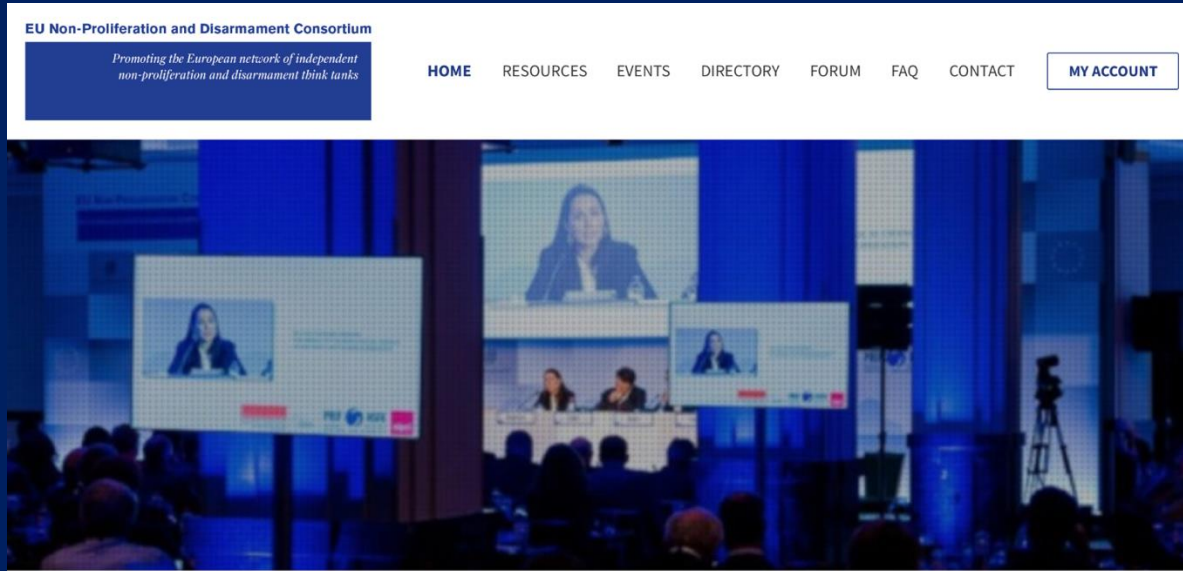 EU Non-Proliferation and Disarmament Consortium
Promoting the European network of independent
non-proliferation and disarmament think tanks
HOME RESOURCES EVENTS DIRECTORY FORUM FAQ CONTACT MY ACCOUNT